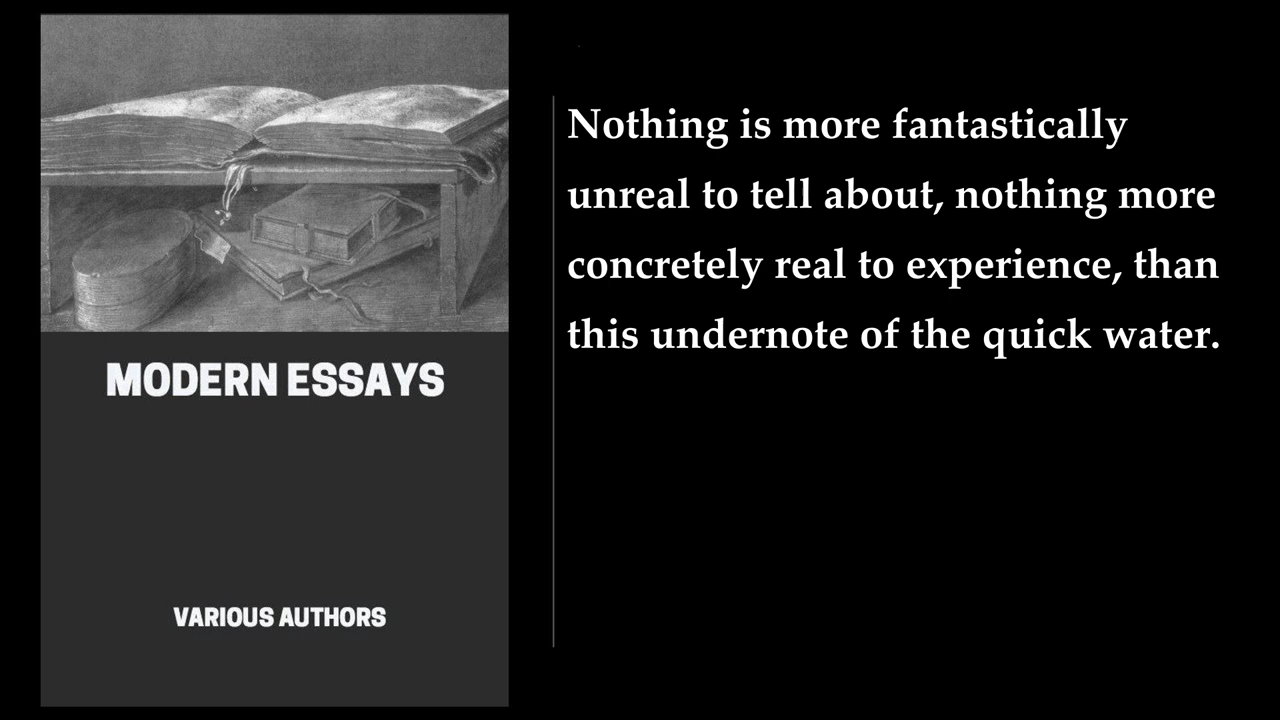 MODERN ESSAYS
VARIOUS AUTHORS
Nothing is more fantastically
unreal to tell about, nothing more
concretely real to experience, than
this undernote of the quick water.